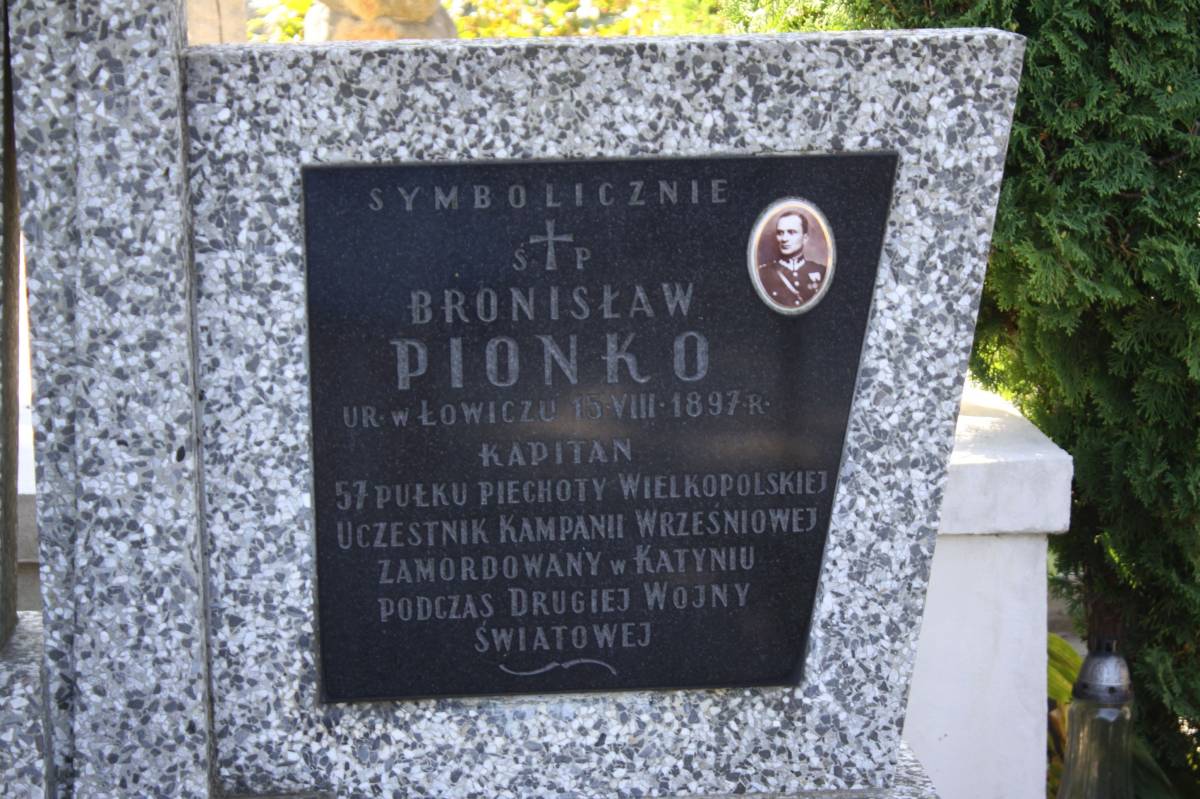 SYMBOLICZNIE
Ś † P
BRONISŁAW
PIONKO
UR. W ŁOWICZU 15.VIII.1897.R.
KAPITAN
57 PUŁKU PIECHOTY WIELKOPOLSKIEJ
UCZESTNIK KAMPANII WRZEŚNIOWEJ
ZAMORDOWANY W KATYNIU
PODCZAS DRUGIEJ WOJNY
ŚWIATOWEJ